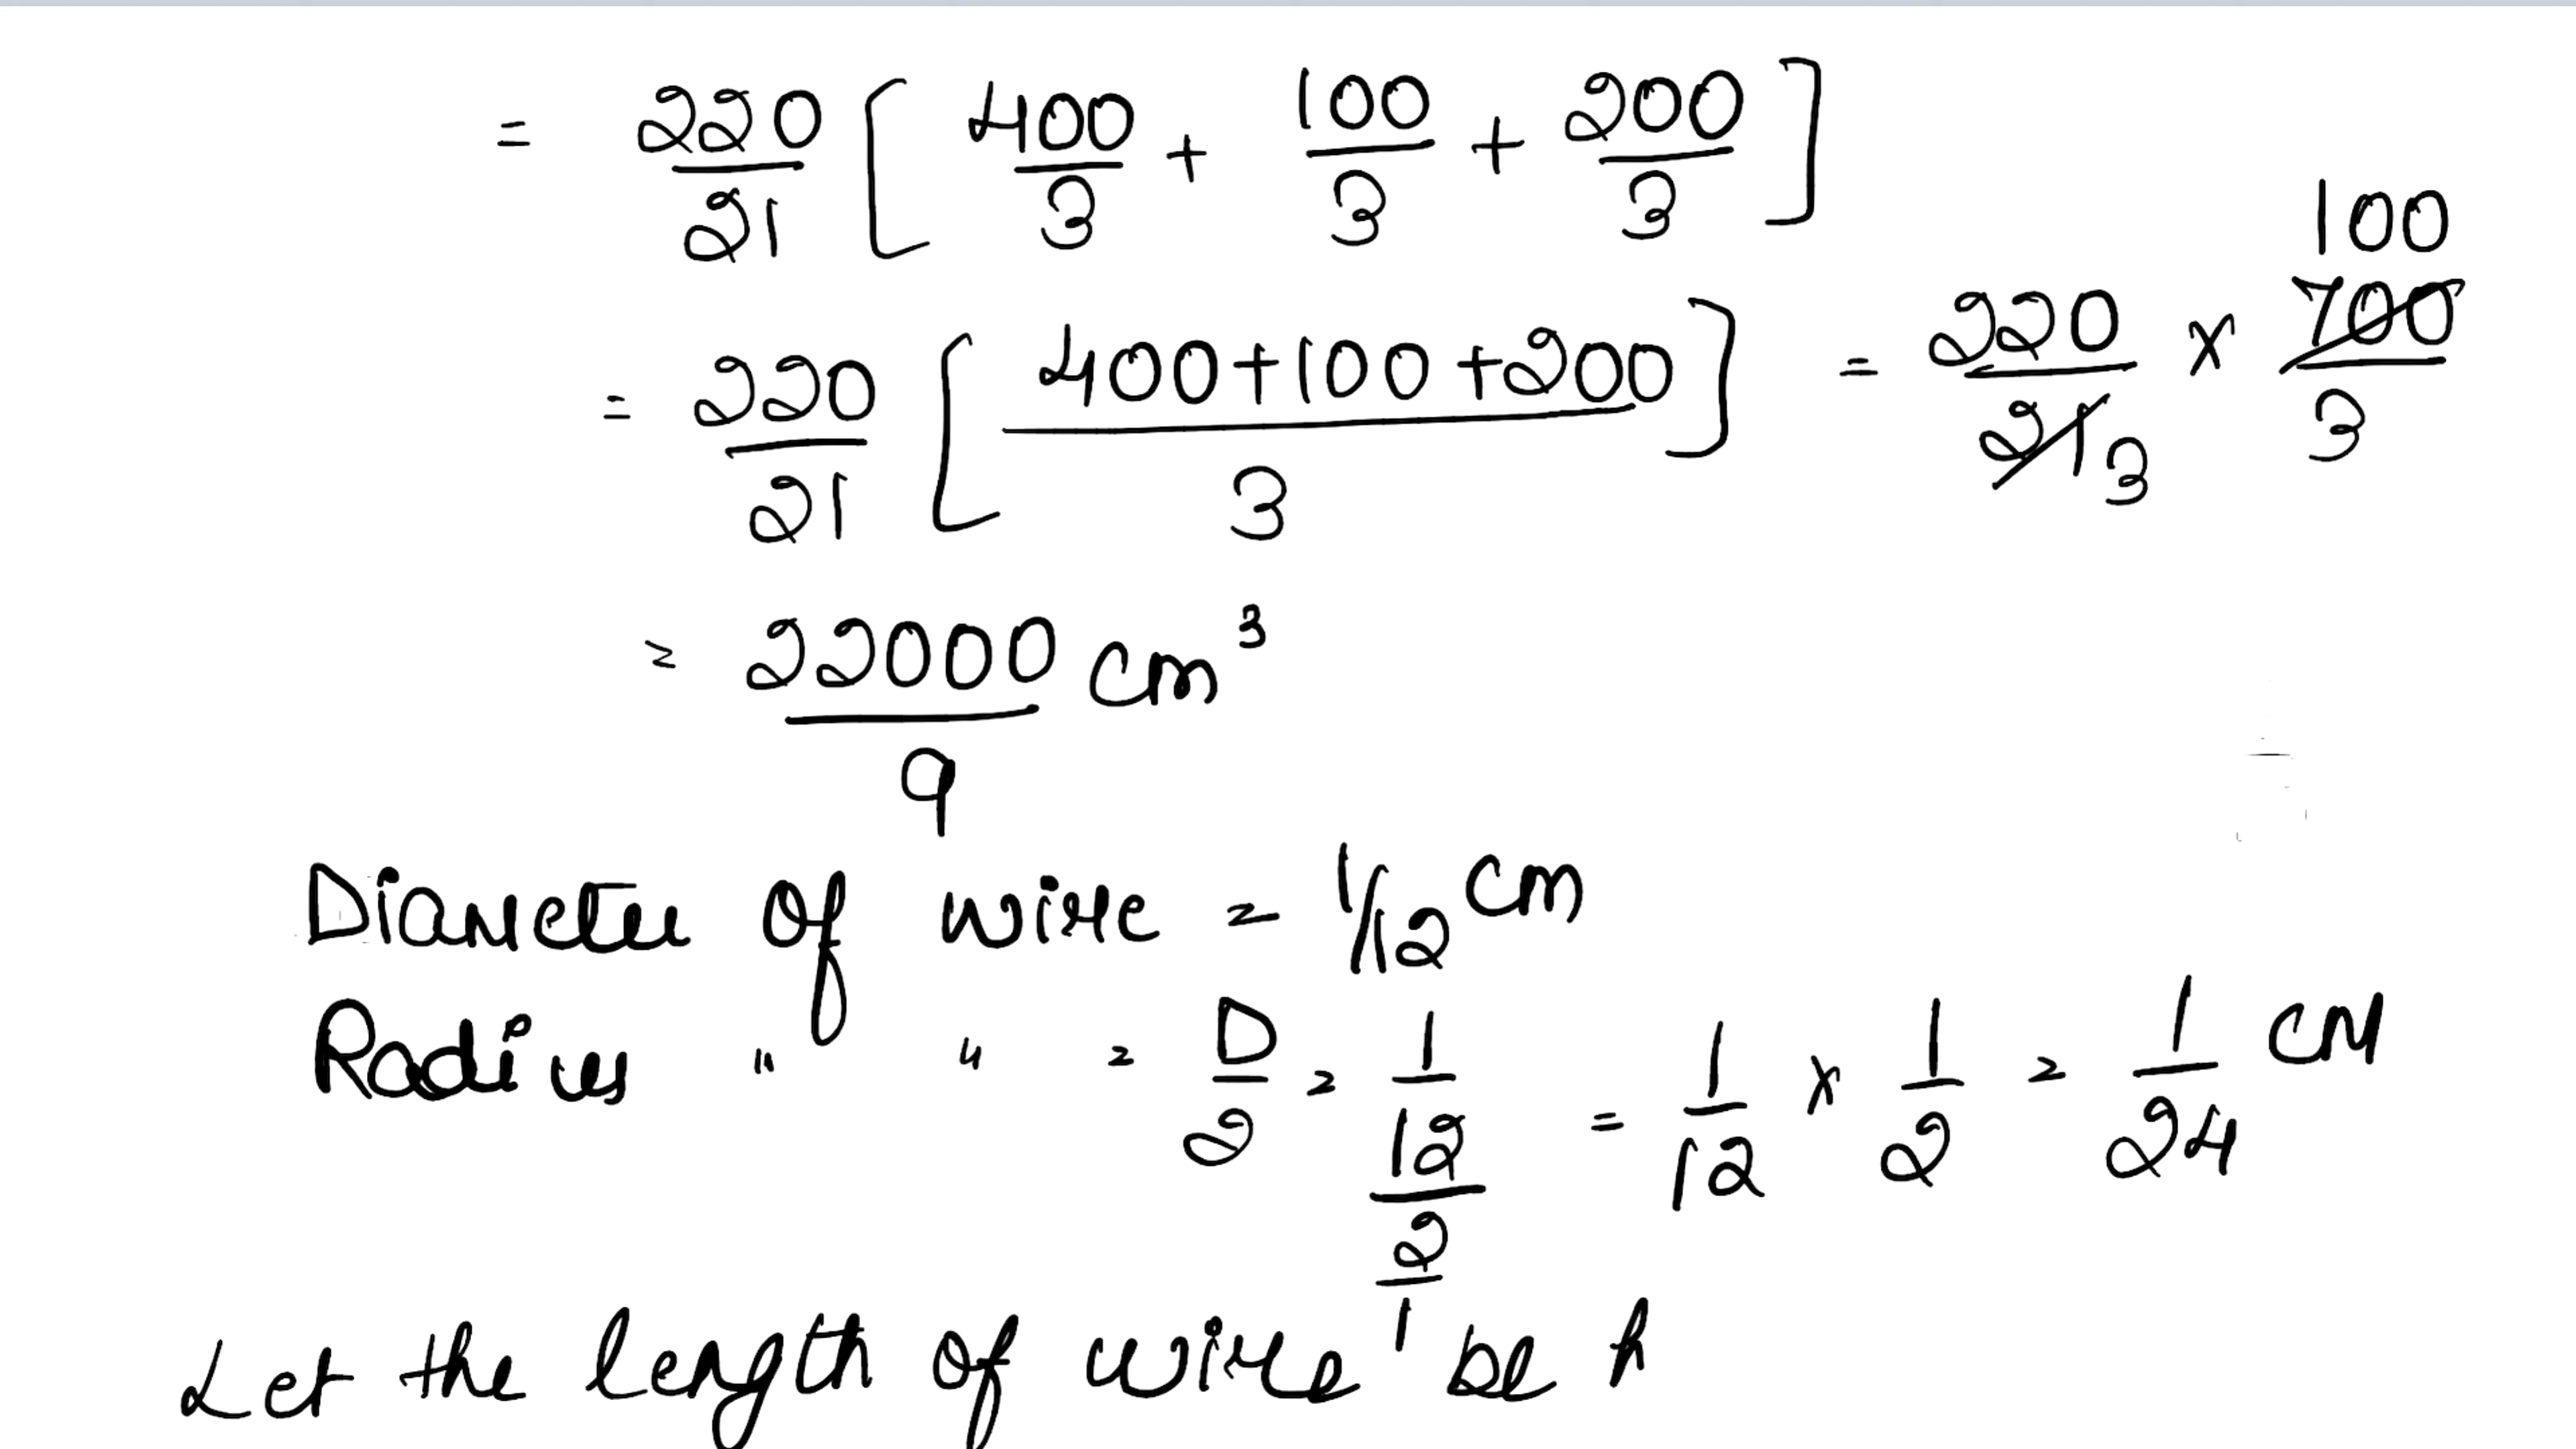 = 220/21 [ 400/3 + 100/3 + 200/3 ]
= 220/21 [ 400+100+200 / 3 ] = 220/21 3 × 100 700/3
= 22000/9 cm³
Diameter of wire = 1/12 cm
Radius " " = D/2 = 1/12/2/1 = 1/12 × 1/2 = 1/24 cm
Let the length of wire be h